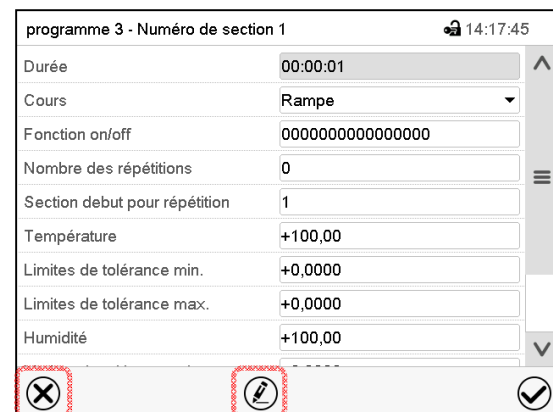 programme 3 - Numéro de section 1 14:17:45
Durée 00:00:01
Cours Rampe
Fonction on/off 0000000000000000
Nombre des répétitions 0
Section debut pour répétition 1
Température +100,00
Limites de tolérance min. +0,0000
Limites de tolérance max. +0,0000
Humidité +100,00